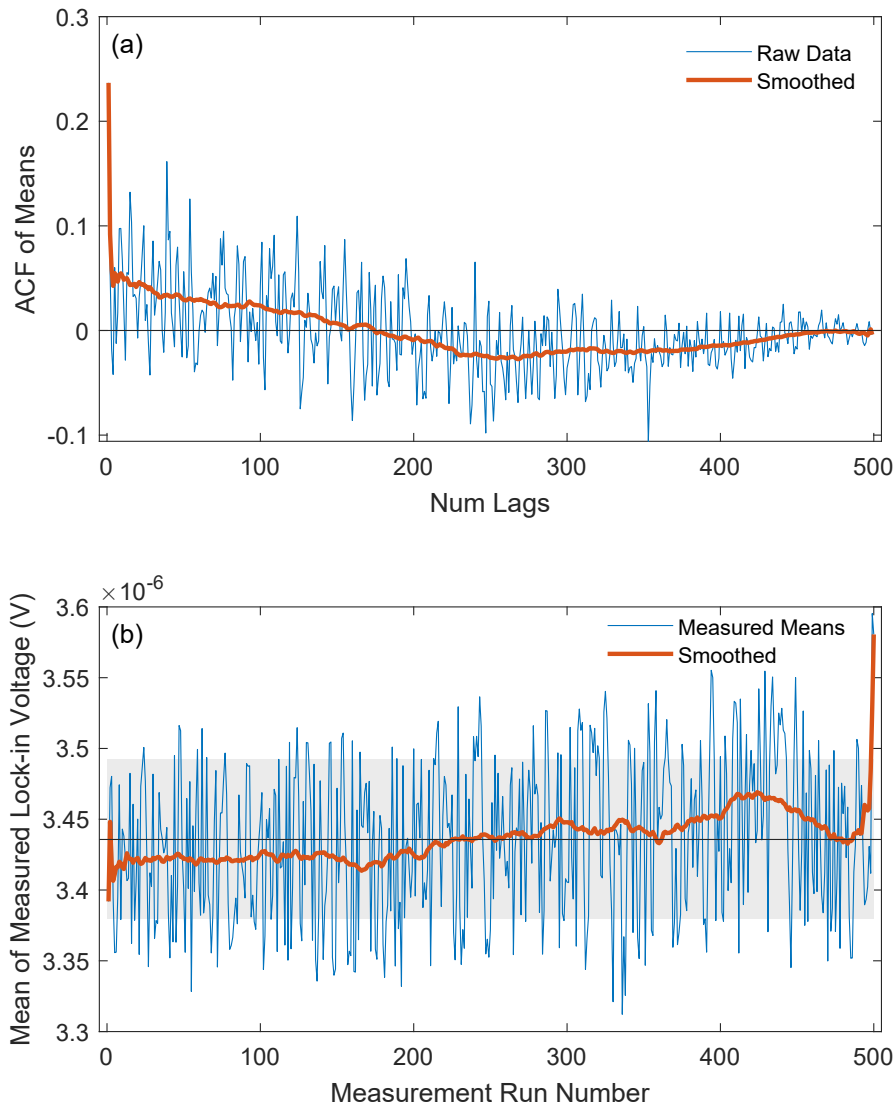 (a)
Raw Data
Smoothed
0.3
0.2
0.1
0
-0.1
ACF of Means
0 100 200 300 400 500
Num Lags
×10-6
(b)
Measured Means
Smoothed
3.6
3.55
3.5
3.45
3.4
3.35
3.3
Mean of Measured Lock-in Voltage (V)
0 100 200 300 400 500
Measurement Run Number